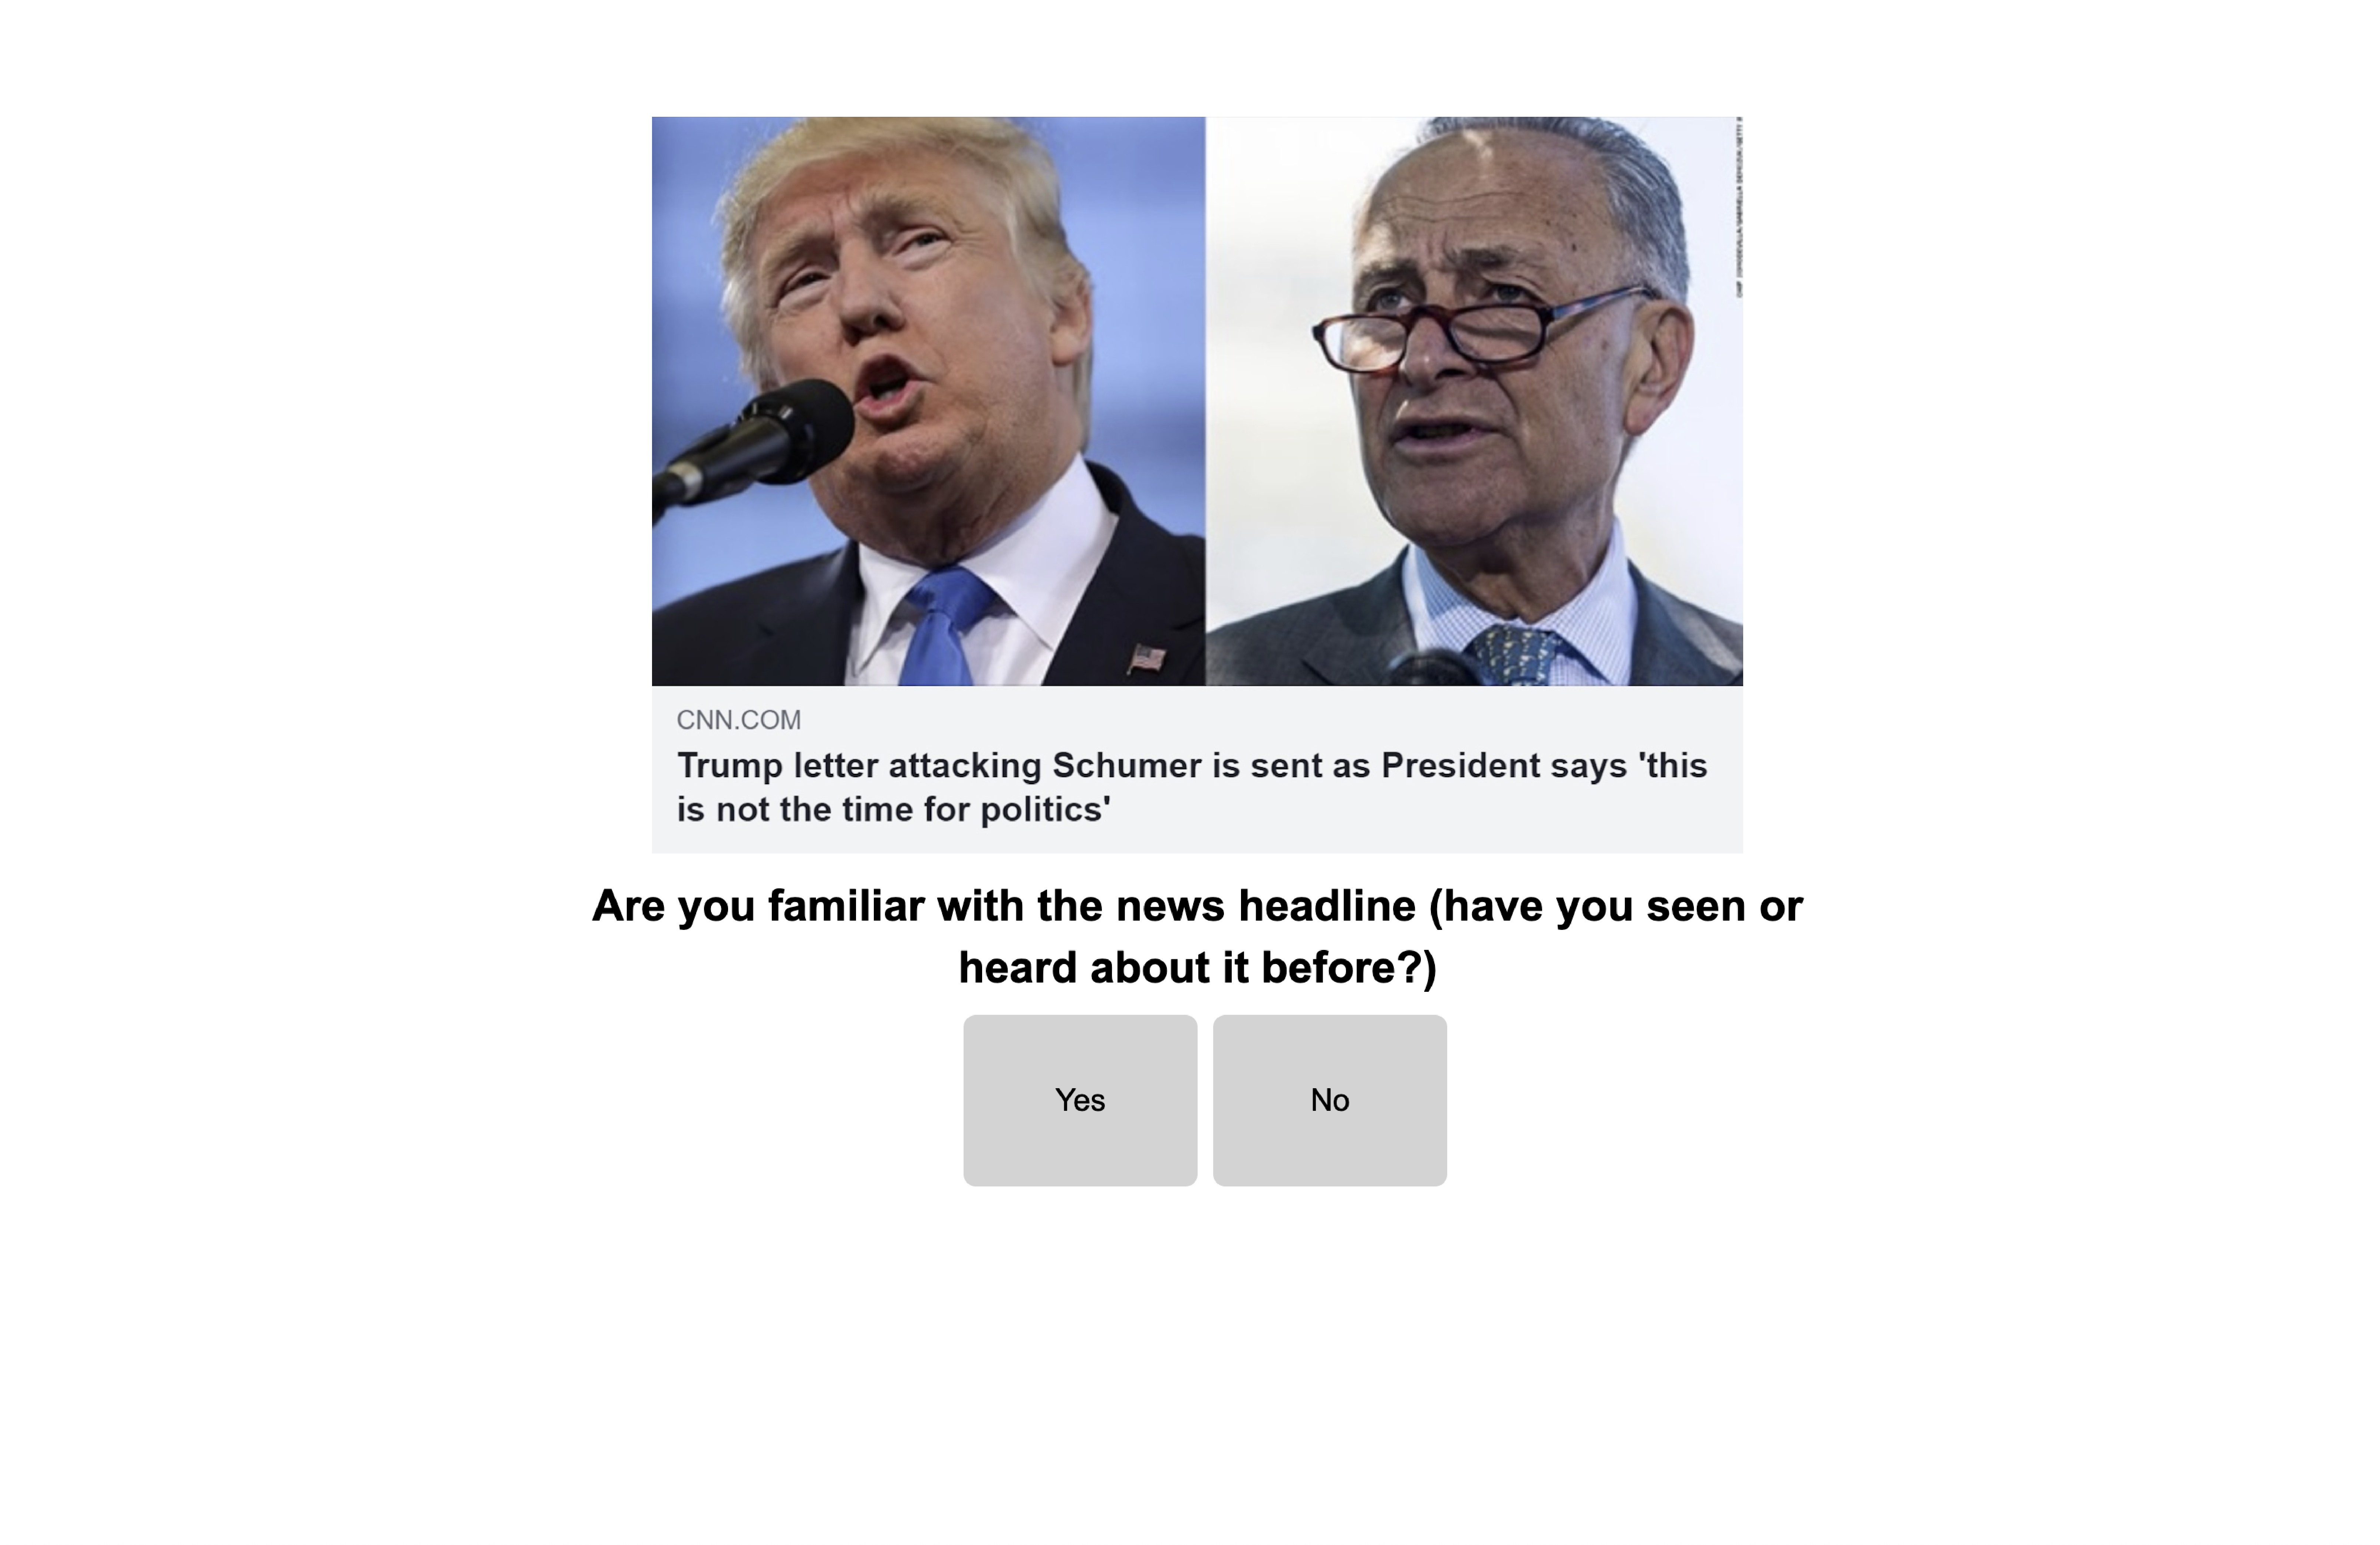 CNN.COM
Trump letter attacking Schumer is sent as President says 'this
is not the time for politics'
Are you familiar with the news headline (have you seen or
heard about it before?)
Yes
No